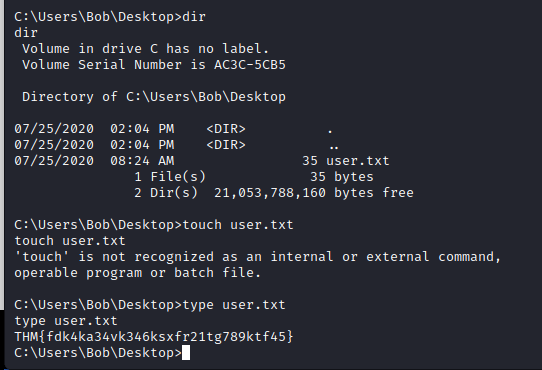 C:\Users\Bob\Desktop>dir
dir
 Volume in drive C has no label.
 Volume Serial Number is AC3C-5CB5

 Directory of C:\Users\Bob\Desktop

07/25/2020  02:04 PM    <DIR>          .
07/25/2020  02:04 PM    <DIR>          ..
07/25/2020  08:24 AM                35 user.txt
               1 File(s)             35 bytes
               2 Dir(s)  21,053,788,160 bytes free

C:\Users\Bob\Desktop>touch user.txt
touch user.txt
'touch' is not recognized as an internal or external command,
operable program or batch file.

C:\Users\Bob\Desktop>type user.txt
type user.txt
THM{fdk4ka34vk346ksxfr21tg789ktf45}
C:\Users\Bob\Desktop>